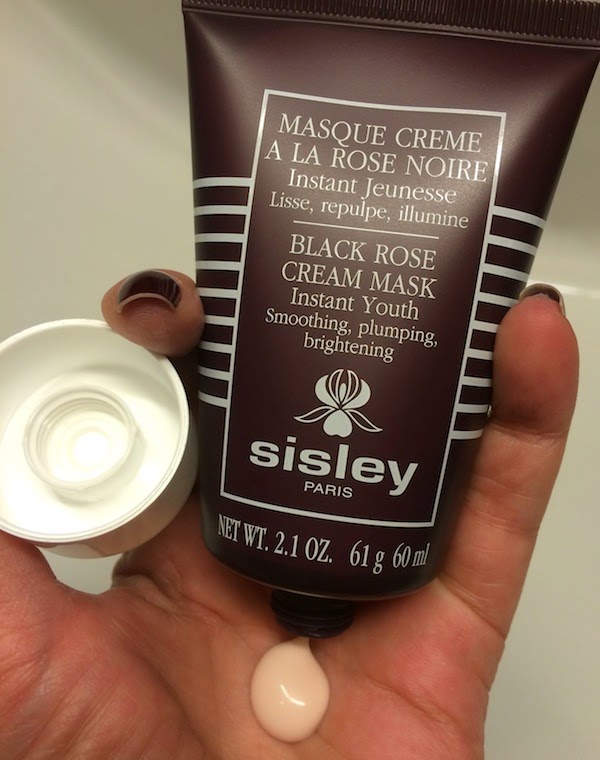 MASQUE CREME
A LA ROSE NOIRE
Instant Jeunesse
Lisse, repulpe, illumine
BLACK ROSE
CREAM MASK
Instant Youth
Smoothing, plumping,
brightening
sisley
PARIS
NET WT. 2.1 OZ. 61 g 60 ml